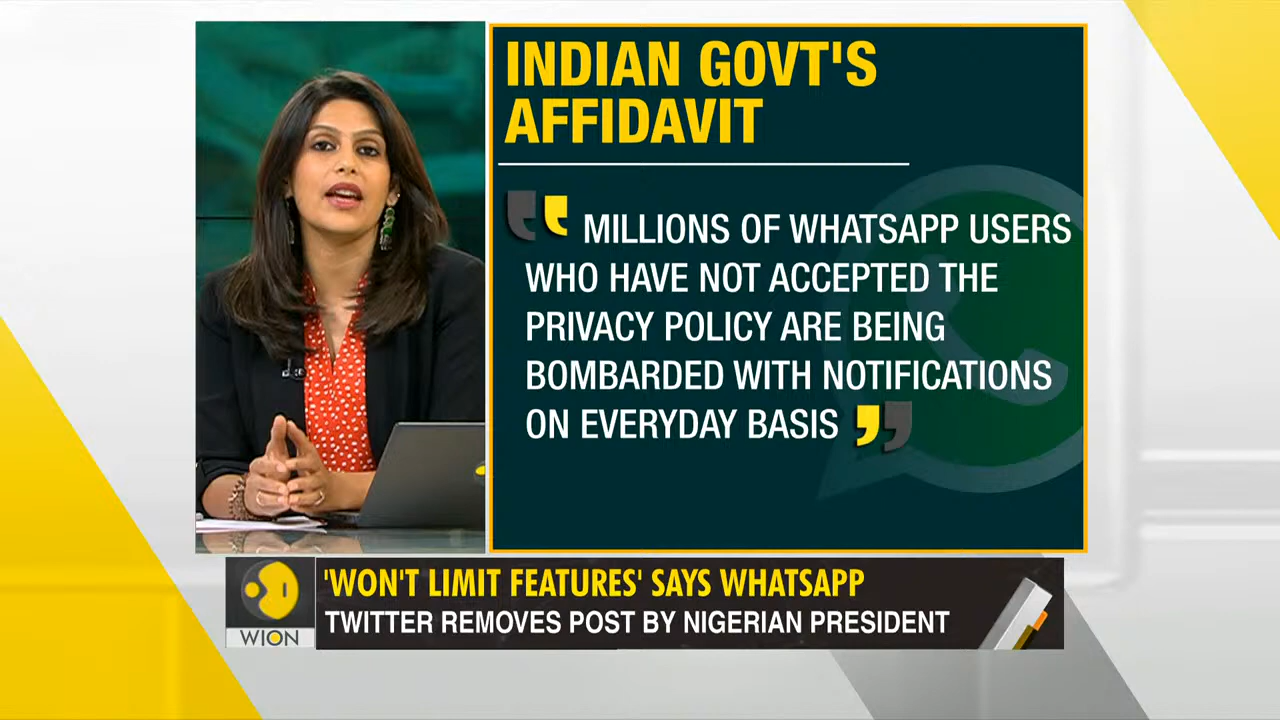 INDIAN GOVT'S
AFFIDAVIT
MILLIONS OF WHATSAPP USERS
WHO HAVE NOT ACCEPTED THE
PRIVACY POLICY ARE BEING
BOMBARDED WITH NOTIFICATIONS
ON EVERYDAY BASIS
'WON'T LIMIT FEATURES' SAYS WHATSAPP
TWITTER REMOVES POST BY NIGERIAN PRESIDENT
WION